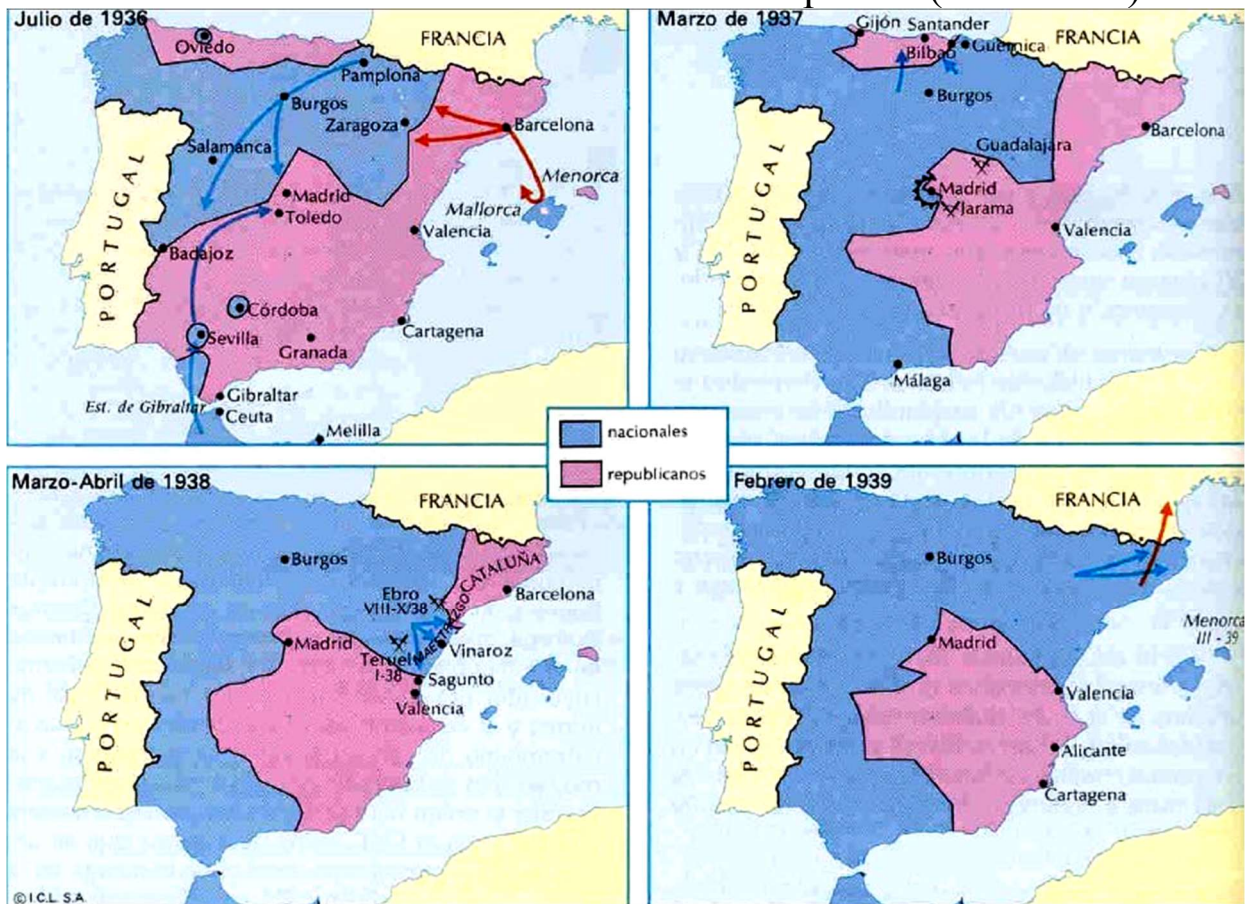 Julio de 1936
Oviedo
FRANCIA
Pamplona
Burgos
Zaragoza
Barcelona
Salamanca
PORTUGAL
Madrid
Toledo
Menorca
Mallorca
Valencia
Badajoz
Córdoba
Sevilla
Granada
Cartagena
Gibraltar
Est. de Gibraltar
Ceuta
Melilla
Marzo de 1937
Gijón
Santander
Bilbao
Guernica
FRANCIA
Burgos
Barcelona
Guadalajara
PORTUGAL
Madrid
Jarama
Valencia
Málaga
nacionales
republicanos
Marzo-Abril de 1938
FRANCIA
Burgos
CATALUÑA
Barcelona
Ebro
VIII-X/38
MAESTRAZGO
PORTUGAL
Madrid
Teruel
I-38
Vinaroz
Sagunto
Valencia
© I.C.L. S.A.
Febrero de 1939
FRANCIA
Burgos
Menorca
III - 39
PORTUGAL
Madrid
Valencia
Alicante
Cartagena